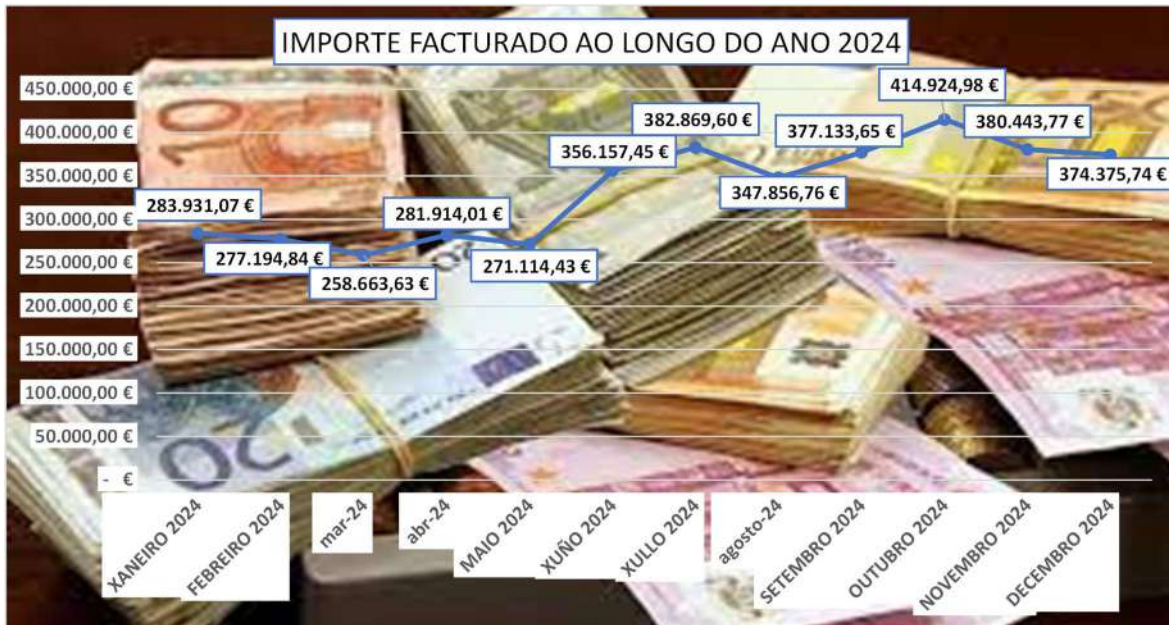 IMPORTE FACTURADO AO LONGO DO ANO 2024
450.000,00 €
400.000,00 €
350.000,00 €
300.000,00 €
250.000,00 €
200.000,00 €
150.000,00 €
100.000,00 €
50.000,00 €
- €
283.931,07 €
277.194,84 €
258.663,63 €
281.914,01 €
271.114,43 €
356.157,45 €
382.869,60 €
347.856,76 €
377.133,65 €
414.924,98 €
380.443,77 €
374.375,74 €
XANEIRO 2024
FEBREIRO 2024
mar-24
abr-24
MAIO 2024
XUÑO 2024
XULLO 2024
agosto-24
SETEMBRO 2024
OUTUBRO 2024
NOVEMBRO 2024
DECEMBRO 2024
10
20